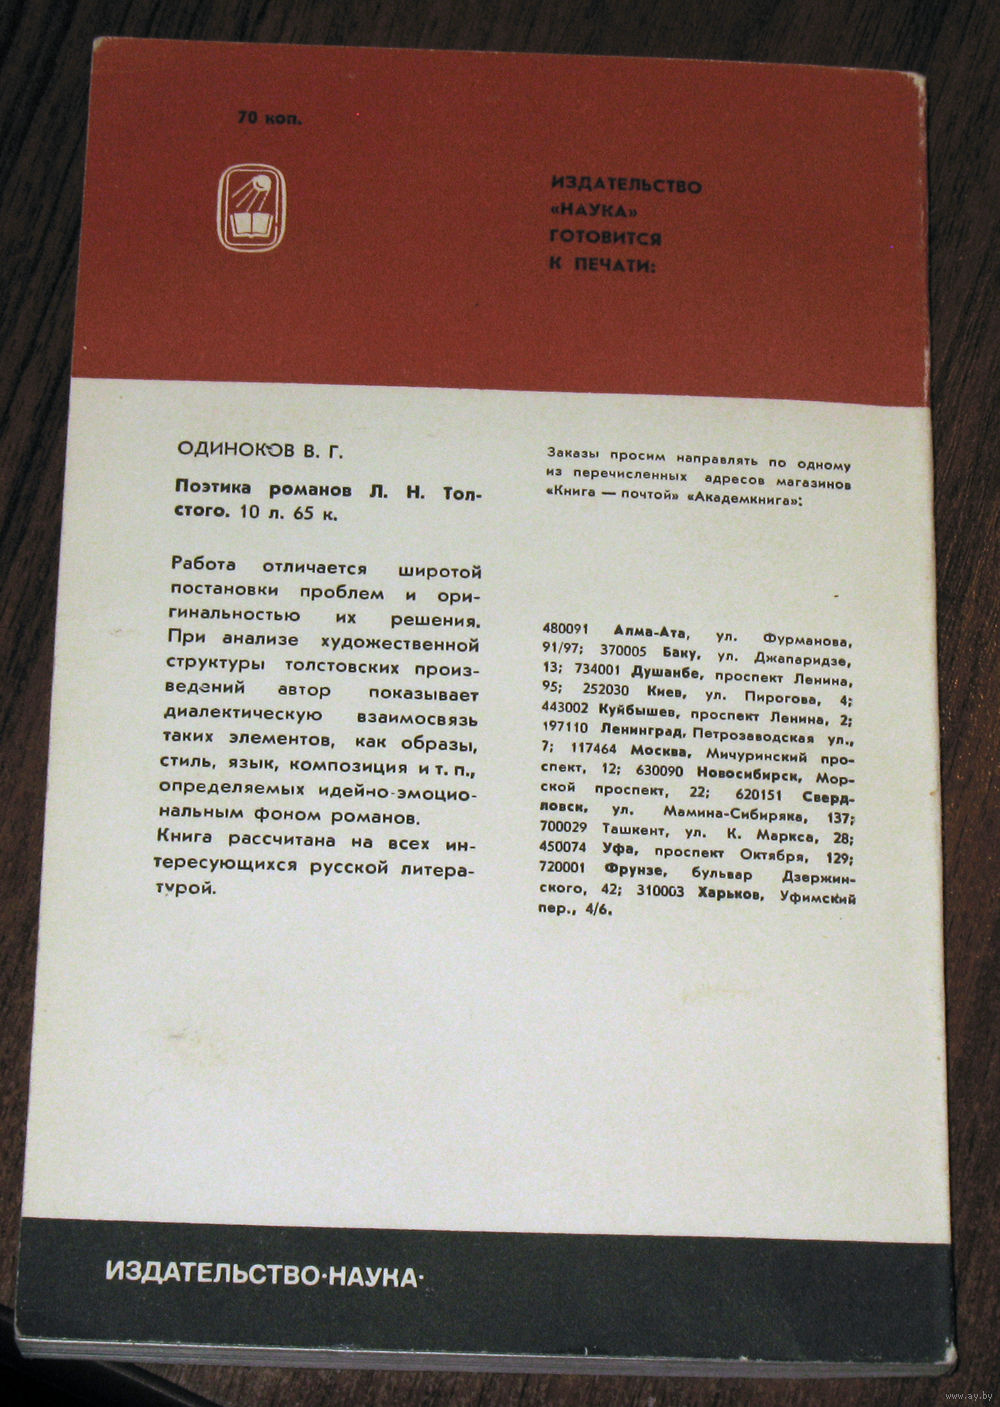 70 коп.
ИЗДАТЕЛЬСТВО
«НАУКА»
ГОТОВИТСЯ
К ПЕЧАТИ:
ОДИНОКОВ В. Г.
Поэтика романов Л. Н. Тол-
стого. 10 л. 65 к.
Работа отличается широтой
постановки проблем и ори-
гинальностью их решения.
При анализе художественной
структуры толстовских произ-
ведений автор показывает
диалектическую взаимосвязь
таких элементов, как образы,
стиль, язык, композиция и т. п.,
определяемых идейно-эмоцио-
нальным фоном романов.
Книга рассчитана на всех ин-
тересующихся русской литера-
турой.
Заказы просим направлять по одному
из перечисленных адресов магазинов
«Книга — почтой» «Академкнига»:
480091 Алма-Ата, ул. Фурманова,
91/97; 370005 Баку, ул. Джапаридзе,
13; 734001 Душанбе, проспект Ленина,
95; 252030 Киев, ул. Пирогова, 4;
443002 Куйбышев, проспект Ленина, 2;
197110 Ленинград, Петрозаводская ул.,
7; 117464 Москва, Мичуринский про-
спект, 12; 630090 Новосибирск, Мор-
ской проспект, 22; 620151 Сверд-
ловск, ул. Мамина-Сибиряка, 137;
700029 Ташкент, ул. К. Маркса, 28;
450074 Уфа, проспект Октября, 129;
720001 Фрунзе, бульвар Дзержин-
ского, 42; 310003 Харьков, Уфимский
пер., 4/6.
ИЗДАТЕЛЬСТВО·НАУКА·
www.ay.by